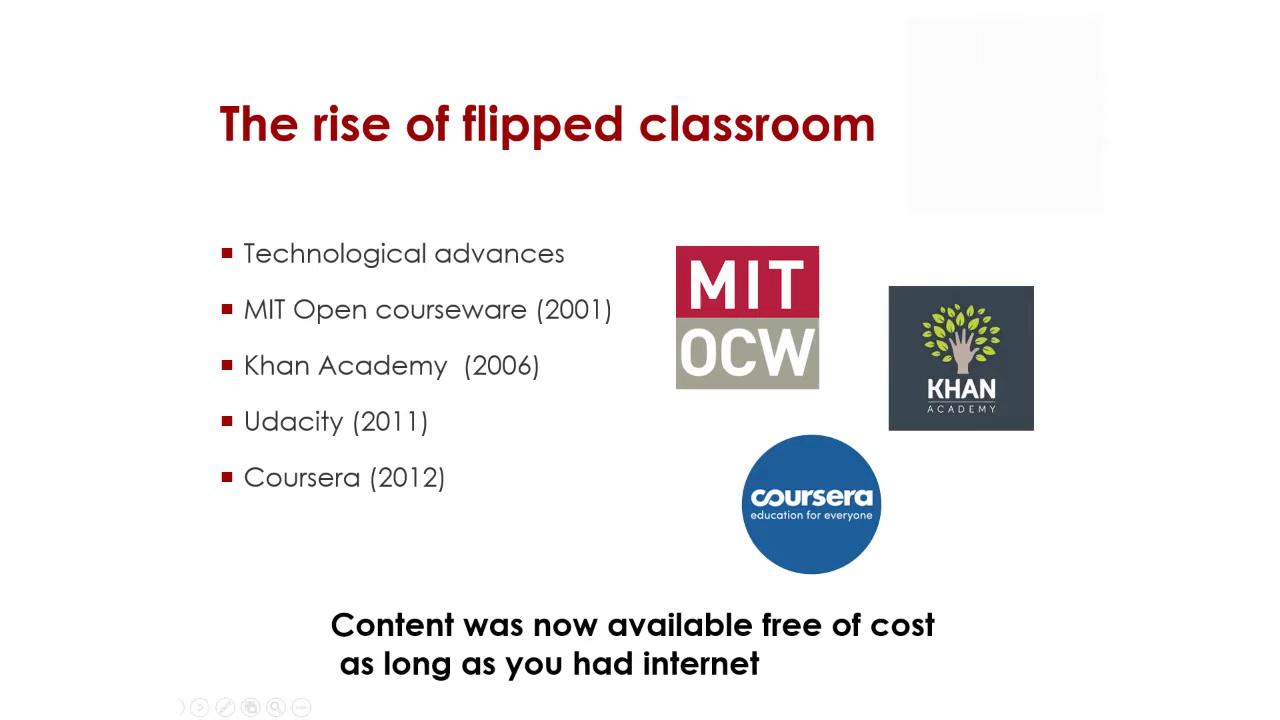 The rise of flipped classroom
Technological advances
MIT Open courseware (2001)
Khan Academy (2006)
Udacity (2011)
Coursera (2012)
MIT
OCW
KHAN
ACADEMY
coursera
education for everyone
Content was now available free of cost
as long as you had internet